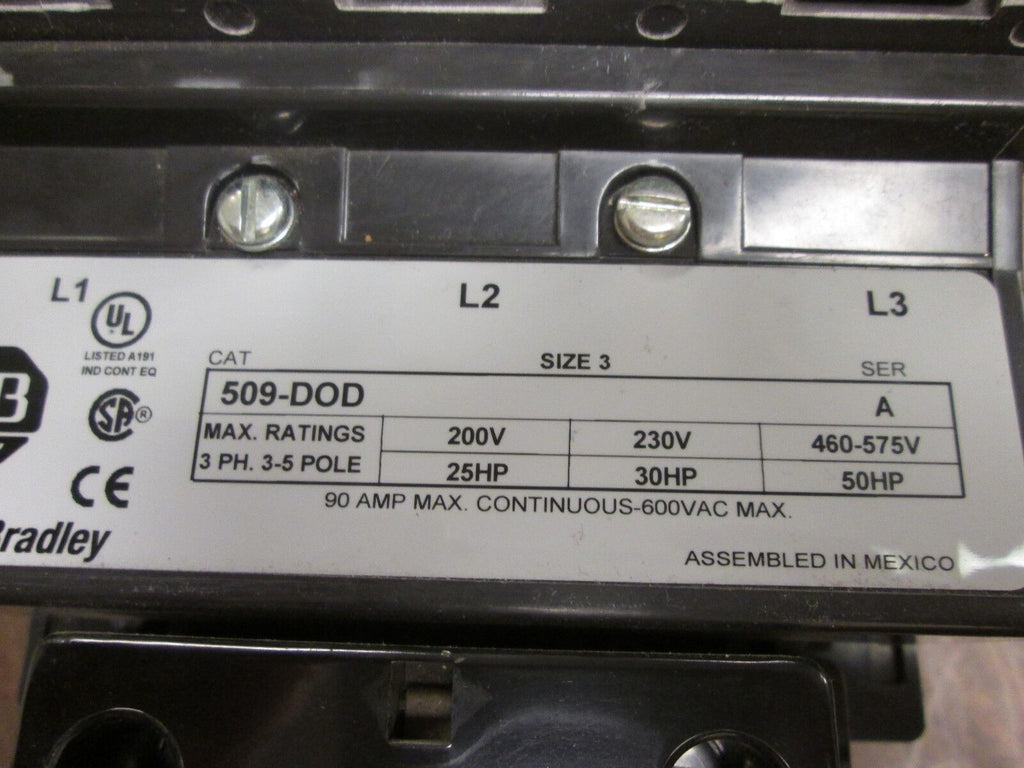 L1 L2 L3
UL
LISTED A191
IND CONT EQ
SA®
CE
CAT SIZE 3 SER
509-DOD A
MAX. RATINGS 200V 230V 460-575V
3 PH. 3-5 POLE 25HP 30HP 50HP
90 AMP MAX. CONTINUOUS-600VAC MAX.
Bradley
ASSEMBLED IN MEXICO